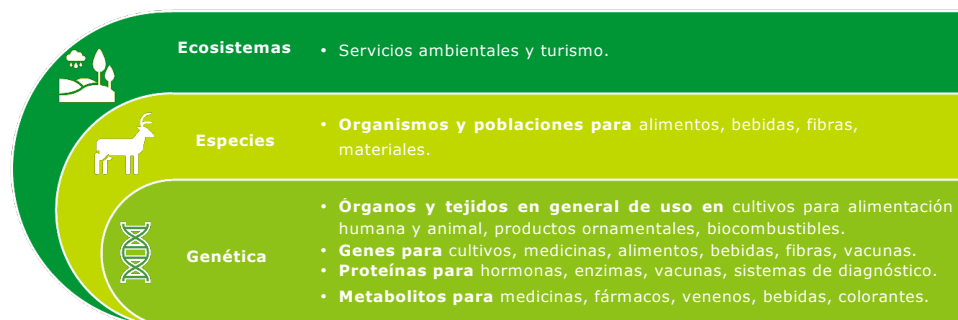 Ecosistemas
• Servicios ambientales y turismo.
Especies
• Organismos y poblaciones para alimentos, bebidas, fibras,
materiales.
Genética
• Órganos y tejidos en general de uso en cultivos para alimentación
humana y animal, productos ornamentales, biocombustibles.
• Genes para cultivos, medicinas, alimentos, bebidas, fibras, vacunas.
• Proteínas para hormonas, enzimas, vacunas, sistemas de diagnóstico.
• Metabolitos para medicinas, fármacos, venenos, bebidas, colorantes.